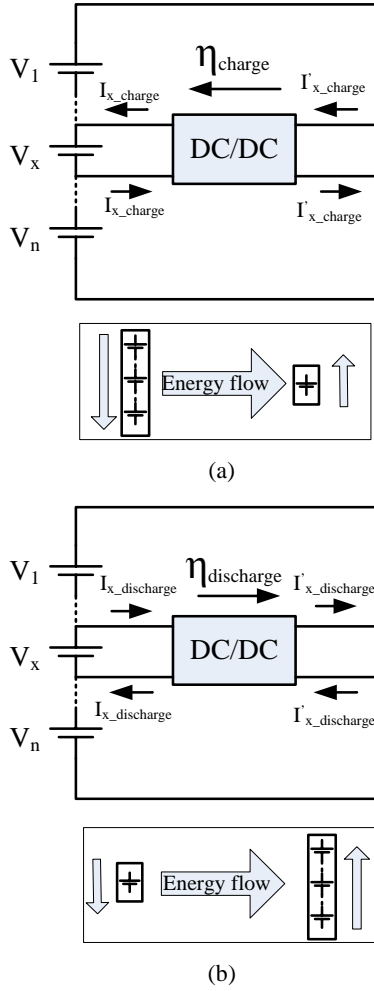 V1
ηcharge
Ix_charge
I'x_charge
Vx
DC/DC
Ix_charge
I'x_charge
Vn
Energy flow
(a)
V1
ηdischarge
Ix_discharge
I'x_discharge
Vx
DC/DC
Ix_discharge
I'x_discharge
Vn
Energy flow
(b)